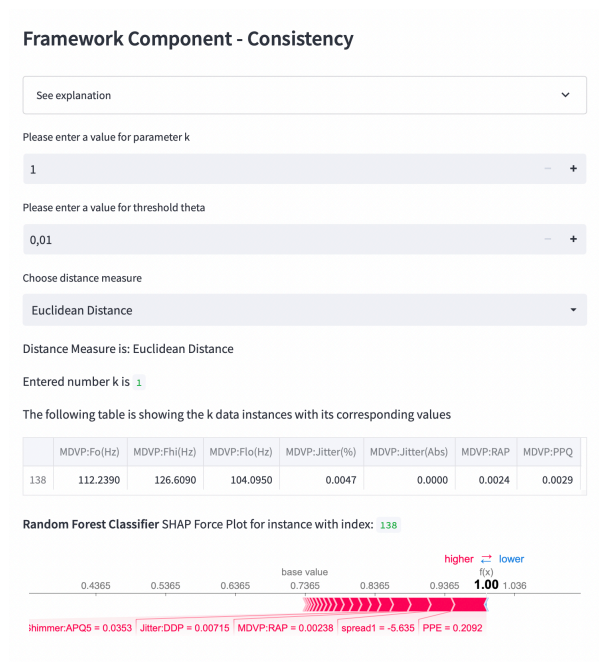 Framework Component - Consistency
See explanation
Please enter a value for parameter k
1
Please enter a value for threshold theta
0,01
Choose distance measure
Euclidean Distance
Distance Measure is: Euclidean Distance
Entered number k is 1
The following table is showing the k data instances with its corresponding values
MDVP:Fo(Hz) MDVP:Fhi(Hz) MDVP:Flo(Hz) MDVP:Jitter(%) MDVP:Jitter(Abs) MDVP:RAP MDVP:PPQ
138 112.2390 126.6090 104.0950 0.0047 0.0000 0.0024 0.0029
Random Forest Classifier SHAP Force Plot for instance with index: 138
higher ⇄ lower
base value f(x)
0.4365 0.5365 0.6365 0.7365 0.8365 0.9365 1.00 1.036
Shimmer:APQ5 = 0.0353 Jitter:DDP = 0.00715 MDVP:RAP = 0.00238 spread1 = -5.635 PPE = 0.2092